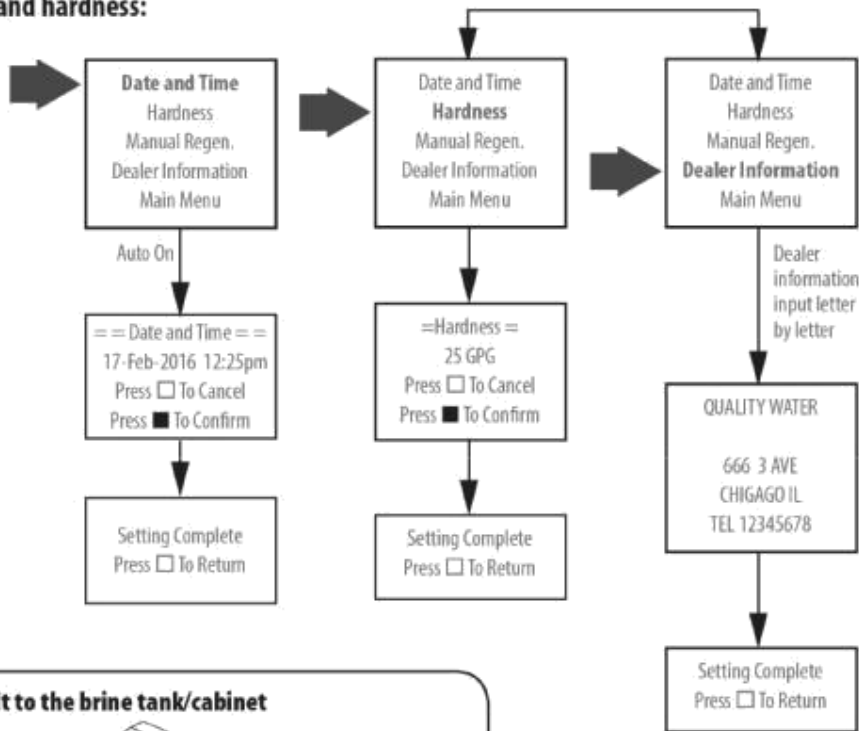 and hardness:
Date and Time
Hardness
Manual Regen.
Dealer Information
Main Menu
Auto On
= = Date and Time = =
17-Feb-2016 12:25pm
Press □ To Cancel
Press ■ To Confirm
Setting Complete
Press □ To Return
Date and Time
Hardness
Manual Regen.
Dealer Information
Main Menu
=Hardness =
25 GPG
Press □ To Cancel
Press ■ To Confirm
Setting Complete
Press □ To Return
Date and Time
Hardness
Manual Regen.
Dealer Information
Main Menu
Dealer
information
input letter
by letter
QUALITY WATER
666 3 AVE
CHIGAGO IL
TEL 12345678
Setting Complete
Press □ To Return
to the brine tank/cabinet